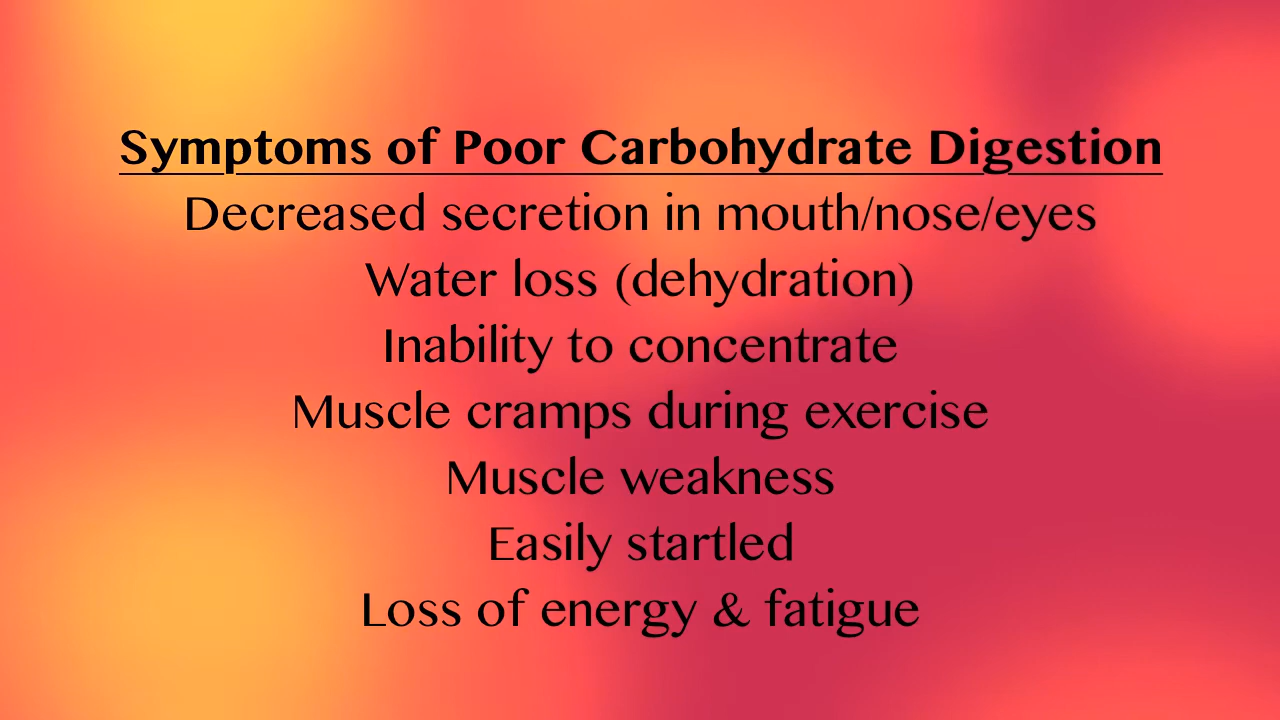 Symptoms of Poor Carbohydrate Digestion
Decreased secretion in mouth/nose/eyes
Water loss (dehydration)
Inability to concentrate
Muscle cramps during exercise
Muscle weakness
Easily startled
Loss of energy & fatigue